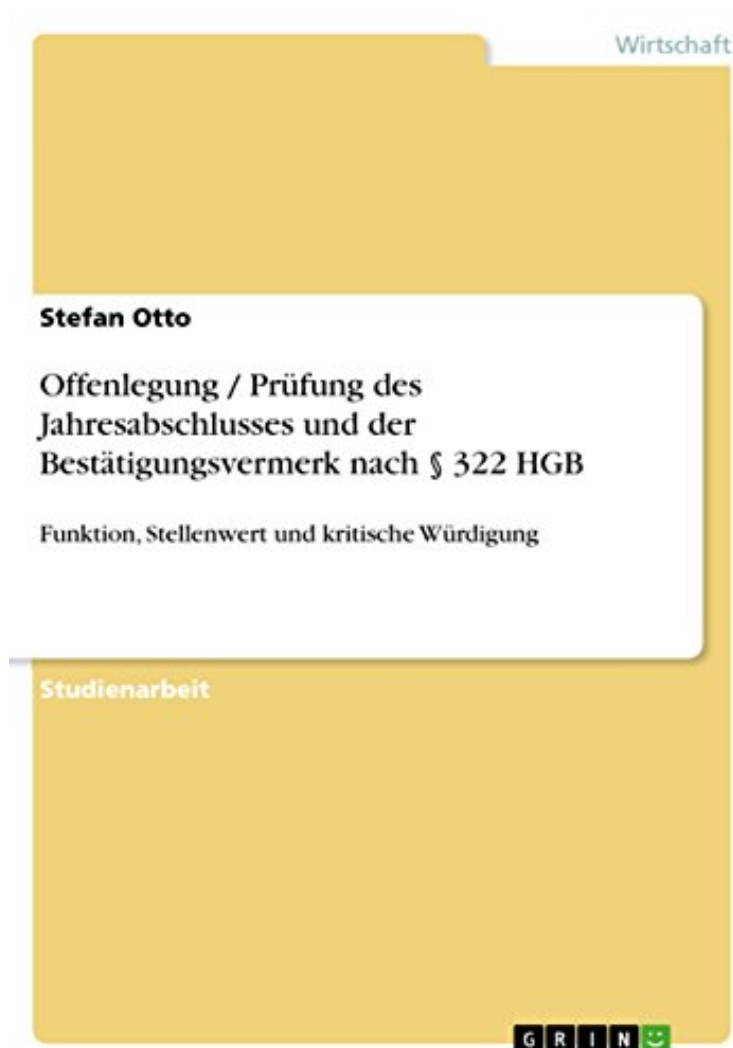 Wirtschaft
Stefan Otto
Offenlegung / Prüfung des
Jahresabschlusses und der
Bestätigungsvermerk nach § 322 HGB
Funktion, Stellenwert und kritische Würdigung
Studienarbeit
GRIN